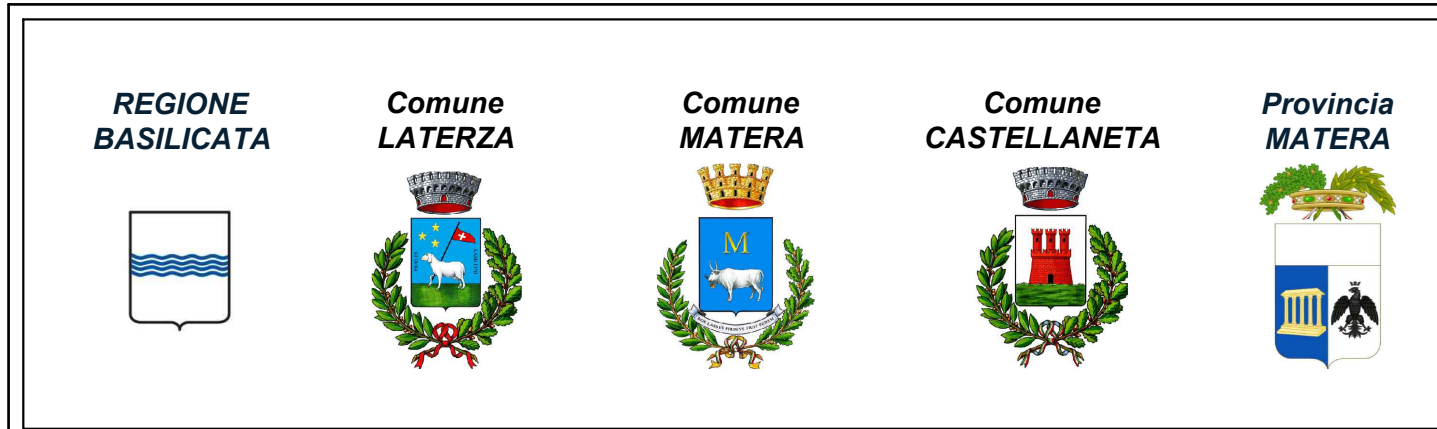 REGIONE
BASILICATA
Comune
LATERZA
Comune
MATERA
Comune
CASTELLANETA
Provincia
MATERA
M